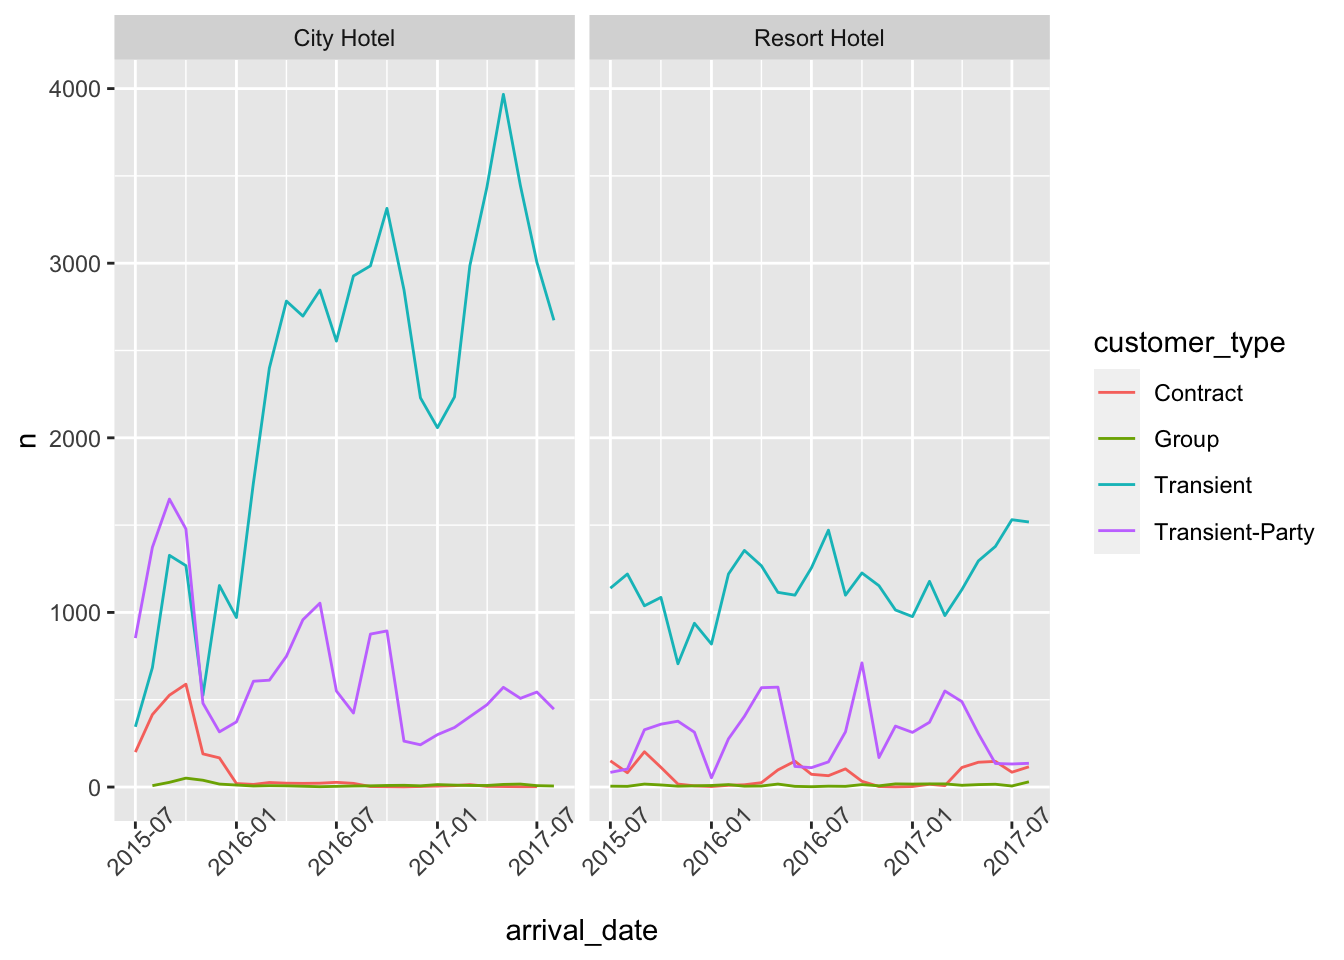 City Hotel
Resort Hotel
4000
3000
2000
1000
0
n
2015-07
2016-01
2016-07
2017-01
2017-07
2015-07
2016-01
2016-07
2017-01
2017-07
arrival_date
customer_type
Contract
Group
Transient
Transient-Party